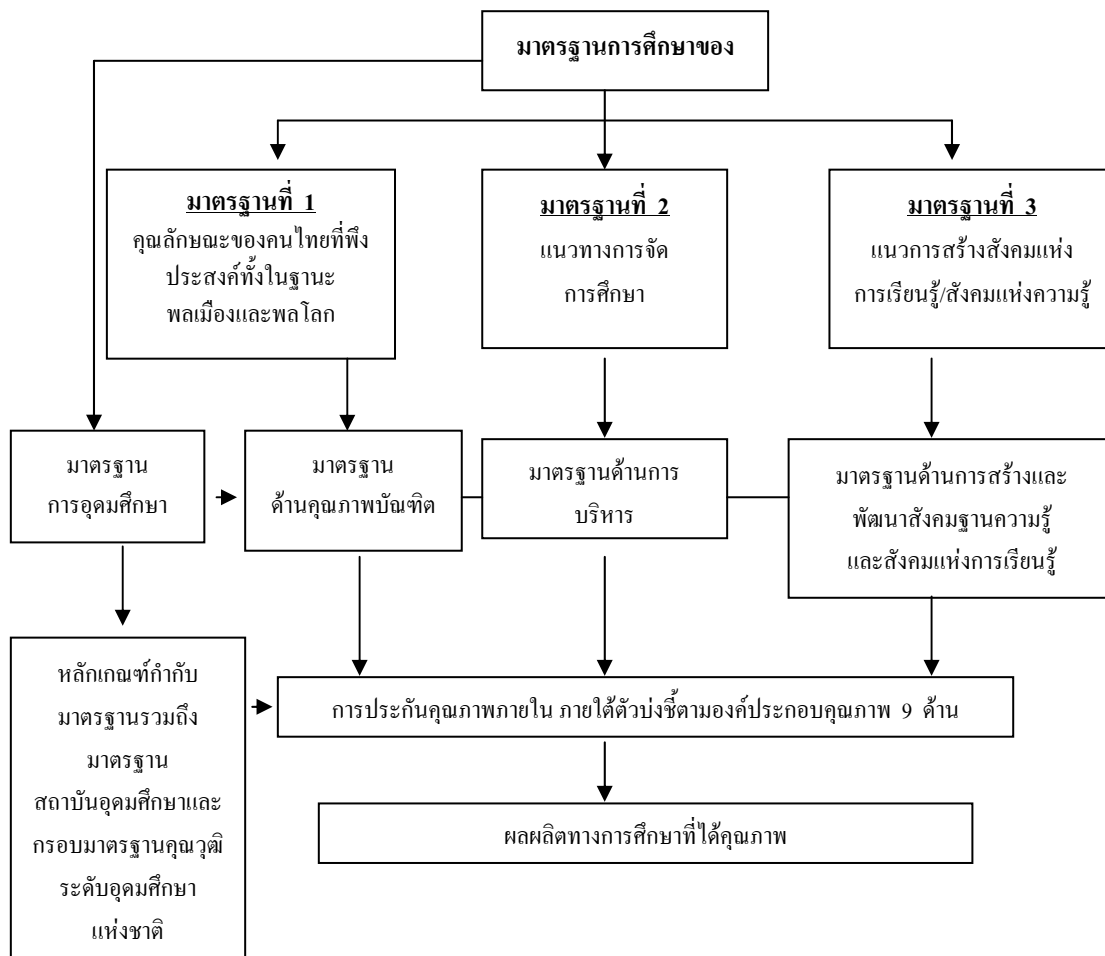 มาตรฐานการศึกษาของ
มาตรฐานที่ 1
คุณลักษณะของคนไทยที่พึง
ประสงค์ทั้งในฐานะ
พลเมืองและพลโลก
มาตรฐานที่ 2
แนวทางการจัด
การศึกษา
มาตรฐานที่ 3
แนวการสร้างสังคมแห่ง
การเรียนรู้/สังคมแห่งความรู้
มาตรฐาน
การอุดมศึกษา
มาตรฐาน
ด้านคุณภาพบัณฑิต
มาตรฐานด้านการ
บริหาร
มาตรฐานด้านการสร้างและ
พัฒนาสังคมฐานความรู้
และสังคมแห่งการเรียนรู้
หลักเกณฑ์กำกับ
มาตรฐานรวมถึง
มาตรฐาน
สถาบันอุดมศึกษาและ
กรอบมาตรฐานคุณวุฒิ
ระดับอุดมศึกษา
แห่งชาติ
การประกันคุณภาพภายใน ภายใต้ตัวบ่งชี้ตามองค์ประกอบคุณภาพ 9 ด้าน
ผลผลิตทางการศึกษาที่ได้คุณภาพ